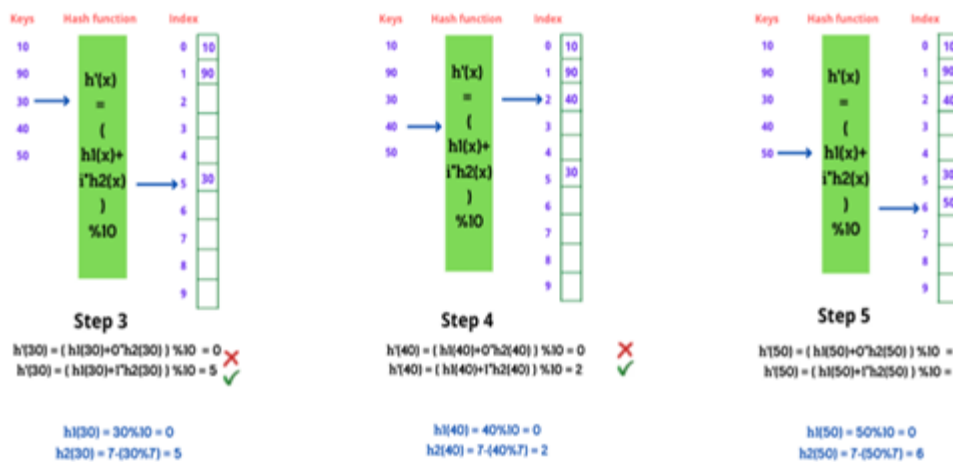 Keys Hash function Index
10
90
30
40
50
h'(x)
=
(
h1(x)+
i*h2(x)
)
%10
0 10
1 90
2
3
4
5 30
6
7
8
9
Step 3
h'(30) = ( h1(30)+0*h2(30) ) %10 = 0
h'(30) = ( h1(30)+1*h2(30) ) %10 = 5
h1(30) = 30%10 = 0
h2(30) = 7-(30%7) = 5
Keys Hash function Index
10
90
30
40
50
h'(x)
=
(
h1(x)+
i*h2(x)
)
%10
0 10
1 90
2 40
3
4
5 30
6
7
8
9
Step 4
h'(40) = ( h1(40)+0*h2(40) ) %10 = 0
h'(40) = ( h1(40)+1*h2(40) ) %10 = 2
h1(40) = 40%10 = 0
h2(40) = 7-(40%7) = 2
Keys Hash function Index
10
90
30
40
50
h'(x)
=
(
h1(x)+
i*h2(x)
)
%10
0 10
1 90
2 40
3
4
5 30
6 50
7
8
9
Step 5
h'(50) = ( h1(50)+0*h2(50) ) %10 =
h'(50) = ( h1(50)+1*h2(50) ) %10 =
h1(50) = 50%10 = 0
h2(50) = 7-(50%7) = 6